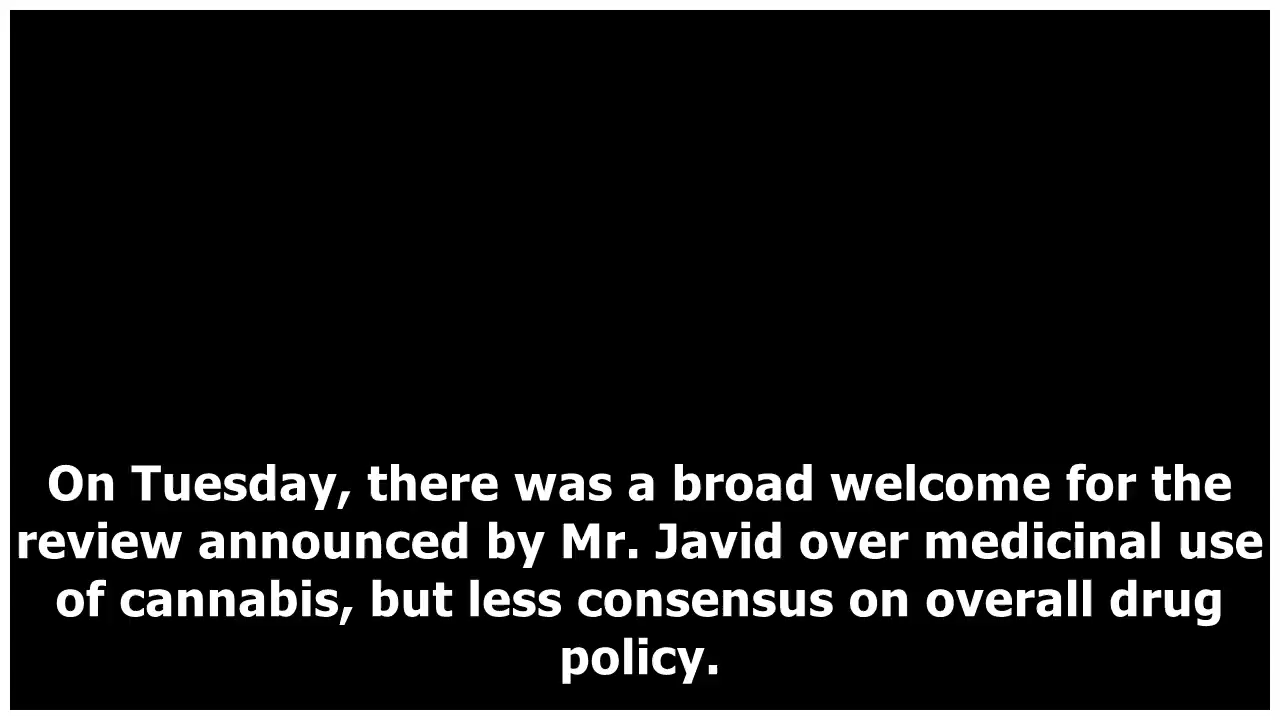 On Tuesday, there was a broad welcome for the
review announced by Mr. Javid over medicinal use
of cannabis, but less consensus on overall drug
policy.